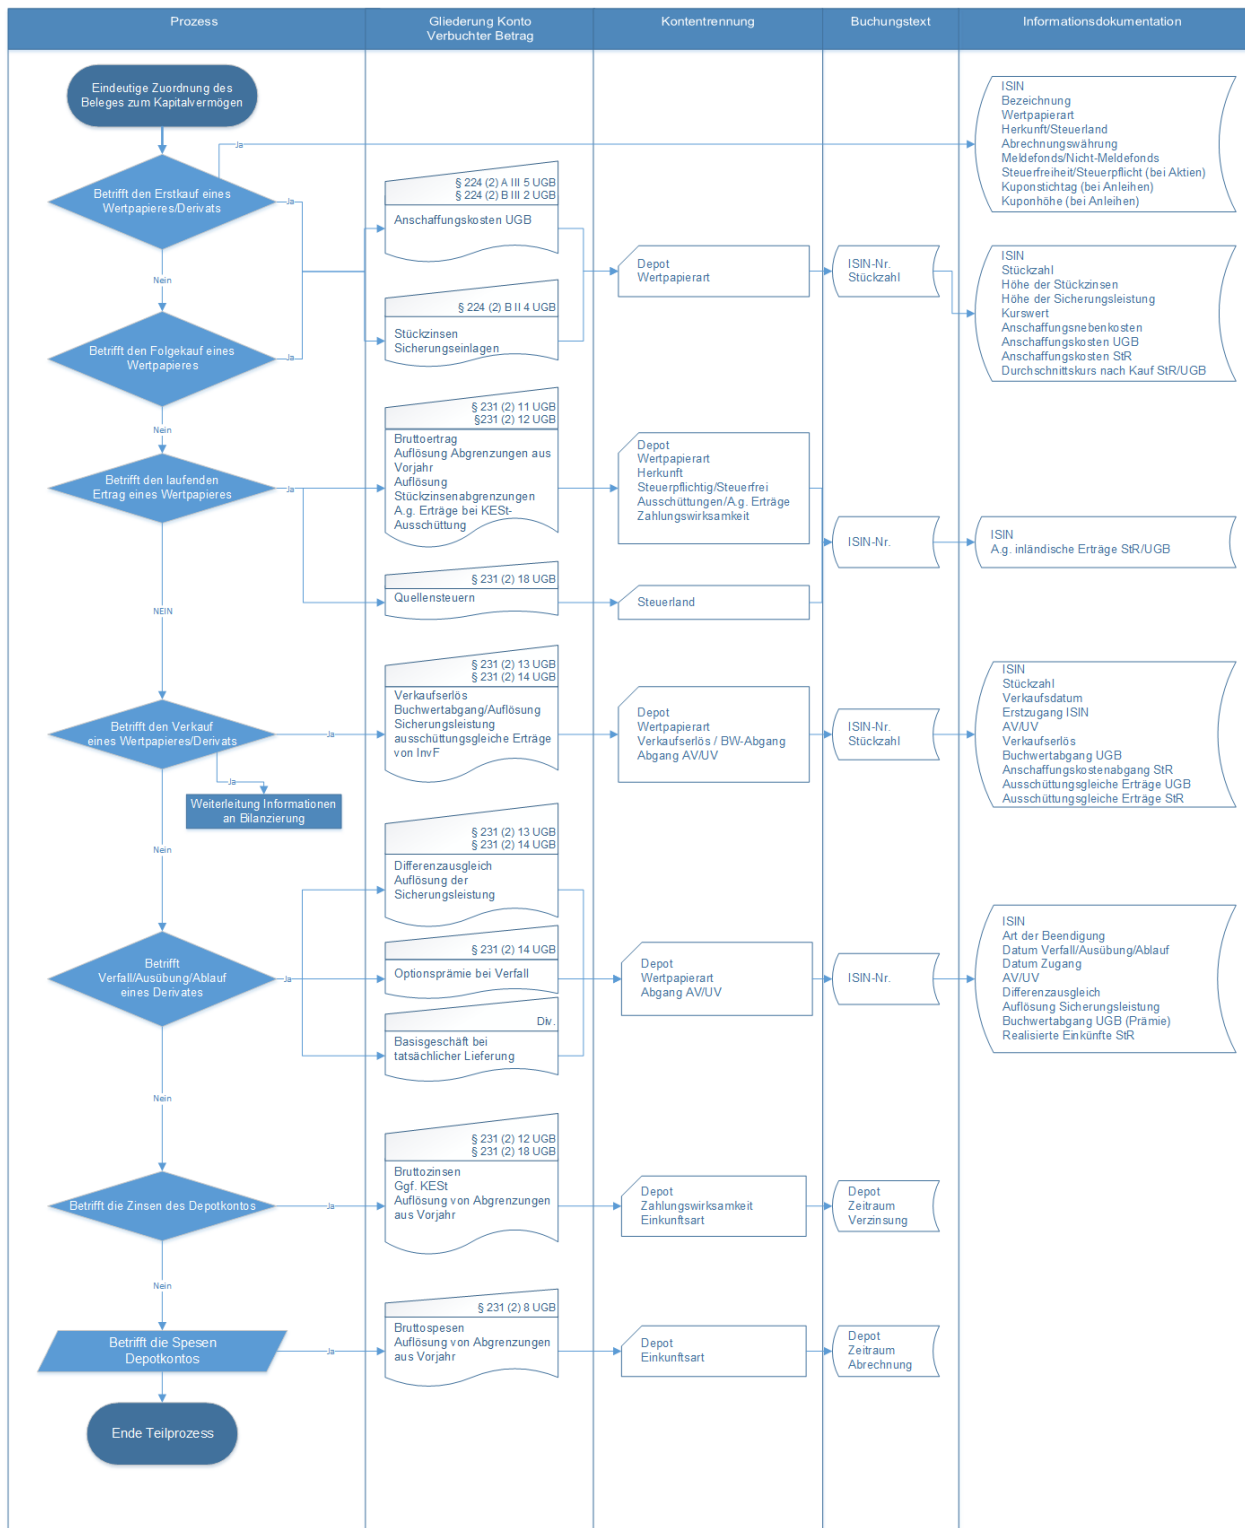 Prozess
Gliederung Konto
Verbuchter Betrag
Kontentrennung
Buchungstext
Informationsdokumentation
Eindeutige Zuordnung des
Beleges zum Kapitalvermögen
Ja
ISIN
Bezeichnung
Wertpapierart
Herkunft/Steuerland
Abrechnungswährung
Meldefonds/Nicht-Meldefonds
Steuerfreiheit/Steuerpflicht (bei Aktien)
Kuponstichtag (bei Anleihen)
Kuponhöhe (bei Anleihen)
Betrifft den Erstkauf eines
Wertpapieres/Derivats
Ja
§ 224 (2) A III 5 UGB
§ 224 (2) B III 2 UGB
Anschaffungskosten UGB
Nein
§ 224 (2) B II 4 UGB
Stückzinsen
Sicherungseinlagen
Depot
Wertpapierart
ISIN-Nr.
Stückzahl
ISIN
Stückzahl
Höhe der Stückzinsen
Höhe der Sicherungsleistung
Kurswert
Anschaffungsnebenkosten
Anschaffungskosten UGB
Anschaffungskosten StR
Durchschnittskurs nach Kauf StR/UGB
Betrifft den Folgekauf eines
Wertpapieres
Ja
Nein
Betrifft den laufenden
Ertrag eines Wertpapieres
Ja
§ 231 (2) 11 UGB
§231 (2) 12 UGB
Bruttoertrag
Auflösung Abgrenzungen aus
Vorjahr
Auflösung
Stückzinsenabgrenzungen
A.g. Erträge bei KESt-
Ausschüttung
Depot
Wertpapierart
Herkunft
Steuerpflichtig/Steuerfrei
Ausschüttungen/A.g. Erträge
Zahlungswirksamkeit
§ 231 (2) 18 UGB
Quellensteuern
Steuerland
ISIN-Nr.
ISIN
A.g. inländische Erträge StR/UGB
NEIN
Betrifft den Verkauf
eines Wertpapieres/Derivats
Ja
§ 231 (2) 13 UGB
§ 231 (2) 14 UGB
Verkaufserlös
Buchwertabgang/Auflösung
Sicherungsleistung
ausschüttungsgleiche Erträge
von InvF
Depot
Wertpapierart
Verkaufserlös / BW-Abgang
Abgang AV/UV
ISIN-Nr.
Stückzahl
ISIN
Stückzahl
Verkaufsdatum
Erstzugang ISIN
AV/UV
Verkaufserlös
Buchwertabgang UGB
Anschaffungskostenabgang StR
Ausschüttungsgleiche Erträge UGB
Ausschüttungsgleiche Erträge StR
Ja
Weiterleitung Informationen
an Bilanzierung
Nein
§ 231 (2) 13 UGB
§ 231 (2) 14 UGB
Differenzausgleich
Auflösung der
Sicherungsleistung
Betrifft
Verfall/Ausübung/Ablauf
eines Derivates
Ja
§ 231 (2) 14 UGB
Optionsprämie bei Verfall
Div.
Basisgeschäft bei
tatsächlicher Lieferung
Depot
Wertpapierart
Abgang AV/UV
ISIN-Nr.
ISIN
Art der Beendigung
Datum Verfall/Ausübung/Ablauf
Datum Zugang
AV/UV
Differenzausgleich
Auflösung Sicherungsleistung
Buchwertabgang UGB (Prämie)
Realisierte Einkünfte StR
Nein
Betrifft die Zinsen des Depotkontos
Ja
§ 231 (2) 12 UGB
§ 231 (2) 18 UGB
Bruttozinsen
Ggf. KESt
Auflösung von Abgrenzungen
aus Vorjahr
Depot
Zahlungswirksamkeit
Einkunftsart
Depot
Zeitraum
Verzinsung
Nein
Betrifft die Spesen
Depotkontos
Ja
§ 231 (2) 8 UGB
Bruttospesen
Auflösung von Abgrenzungen
aus Vorjahr
Depot
Einkunftsart
Depot
Zeitraum
Abrechnung
Ende Teilprozess